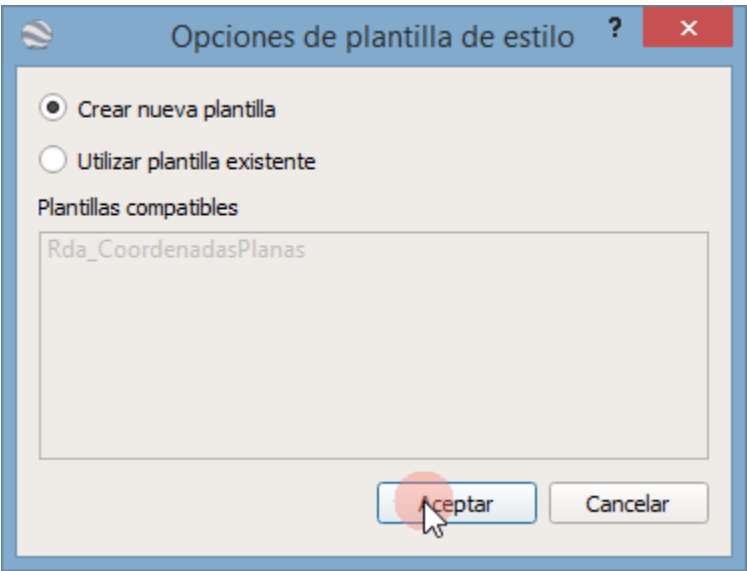 Opciones de plantilla de estilo ?
Crear nueva plantilla
Utilizar plantilla existente
Plantillas compatibles
Rda_CoordenadasPlanas
Aceptar Cancelar